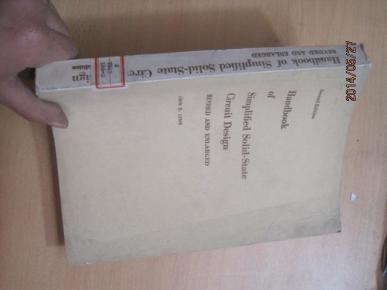 Second Edition
Handbook
of
Simplified Solid-State
Circuit Design
REVISED AND ENLARGED
JOHN D. LENK
Handbook of Simplified Solid-State Circ
REVISED AND ENLARGED
ign
2014/05/27